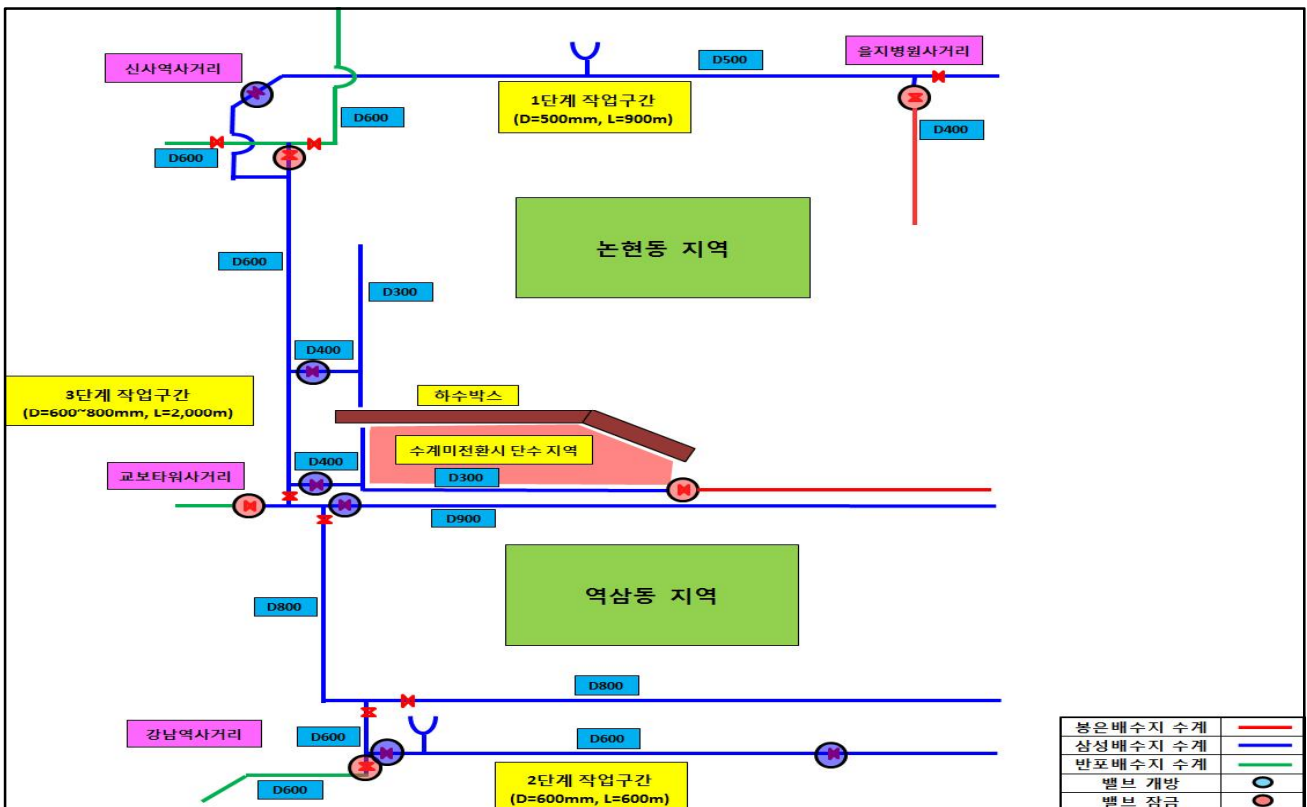 신사역사거리
을지병원사거리
D500
1단계 작업구간
(D=500mm, L=900m)
D600
D400
D600
논현동 지역
D600
D300
D400
3단계 작업구간
(D=600~800mm, L=2,000m)
하수박스
수계미전환시 단수 지역
D400
교보타워사거리
D300
D900
역삼동 지역
D800
D800
강남역사거리
D600
D600
봉은배수지 수계
삼성배수지 수계
반포배수지 수계
밸브 개방
밸브 잠금
2단계 작업구간
(D=600mm, L=600m)
D600